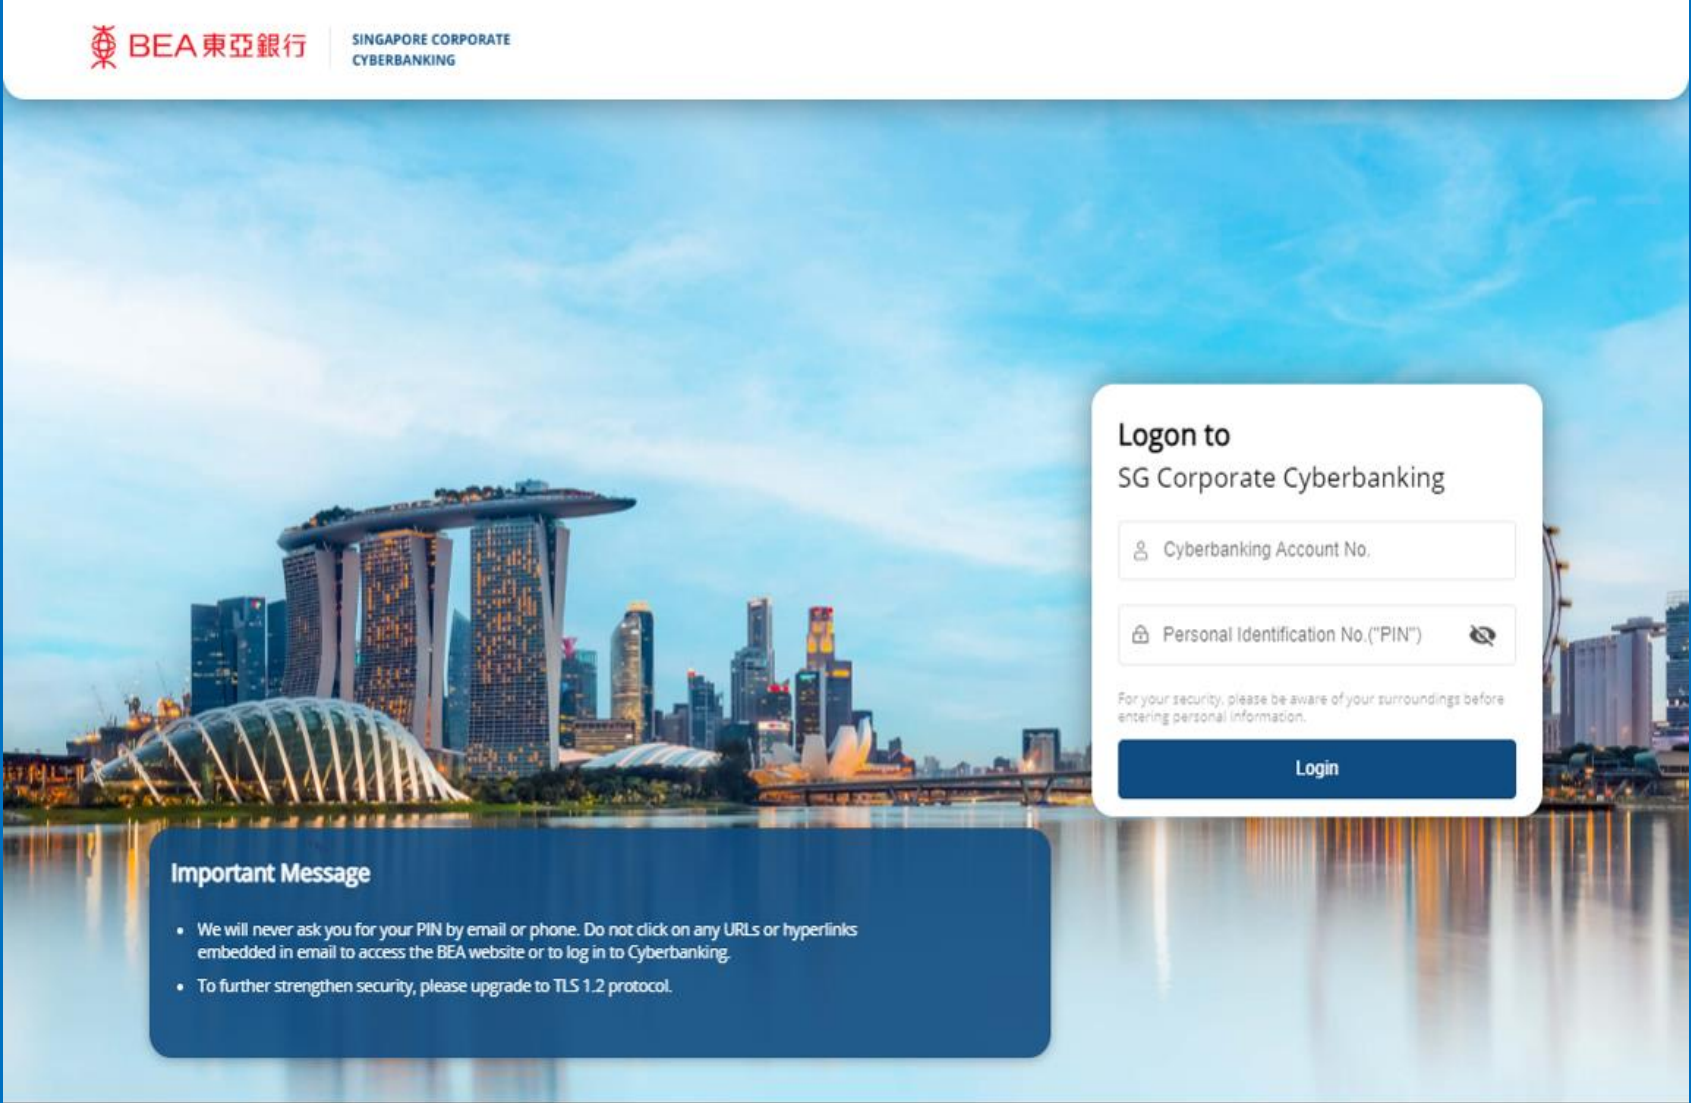 BEA東亞銀行
SINGAPORE CORPORATE
CYBERBANKING
Logon to
SG Corporate Cyberbanking
Cyberbanking Account No.
Personal Identification No.("PIN")
For your security, please be aware of your surroundings before
entering personal information.
Login
Important Message
• We will never ask you for your PIN by email or phone. Do not click on any URLs or hyperlinks
embedded in email to access the BEA website or to log in to Cyberbanking.
• To further strengthen security, please upgrade to TLS 1.2 protocol.